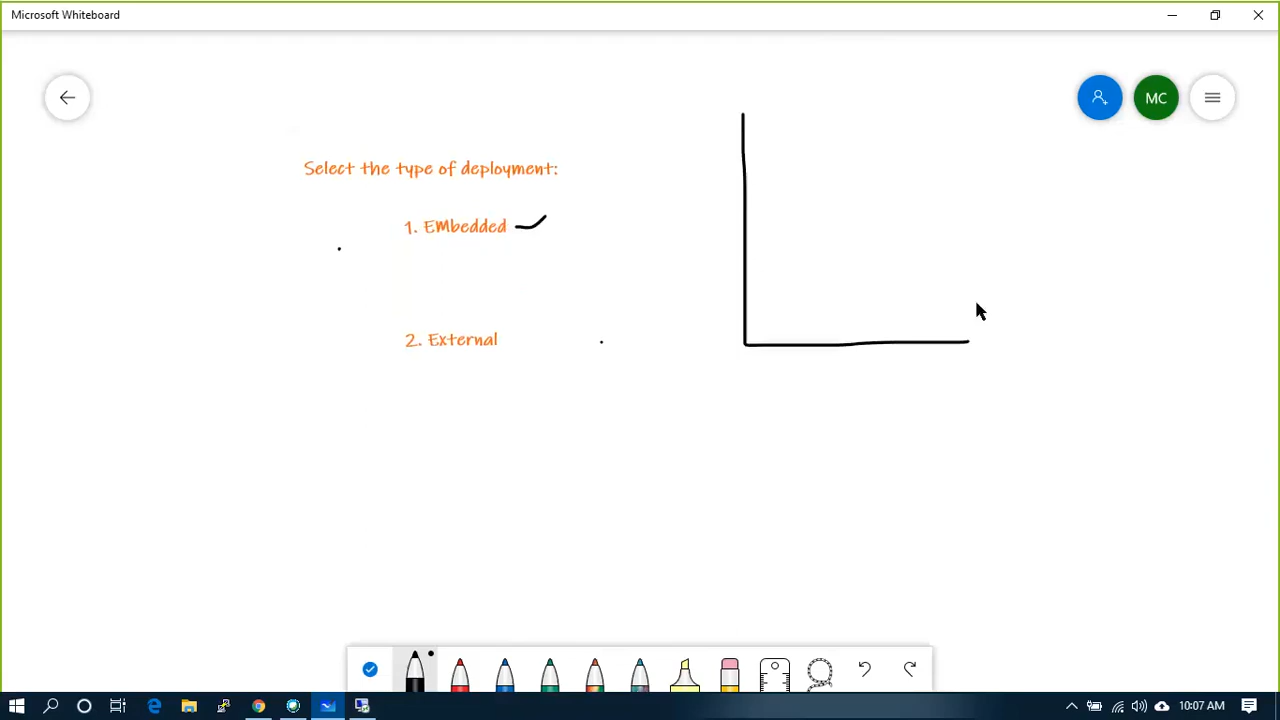 Microsoft Whiteboard
MC
Select the type of deployment:
1. EMbedded
2. External
10:07 AM